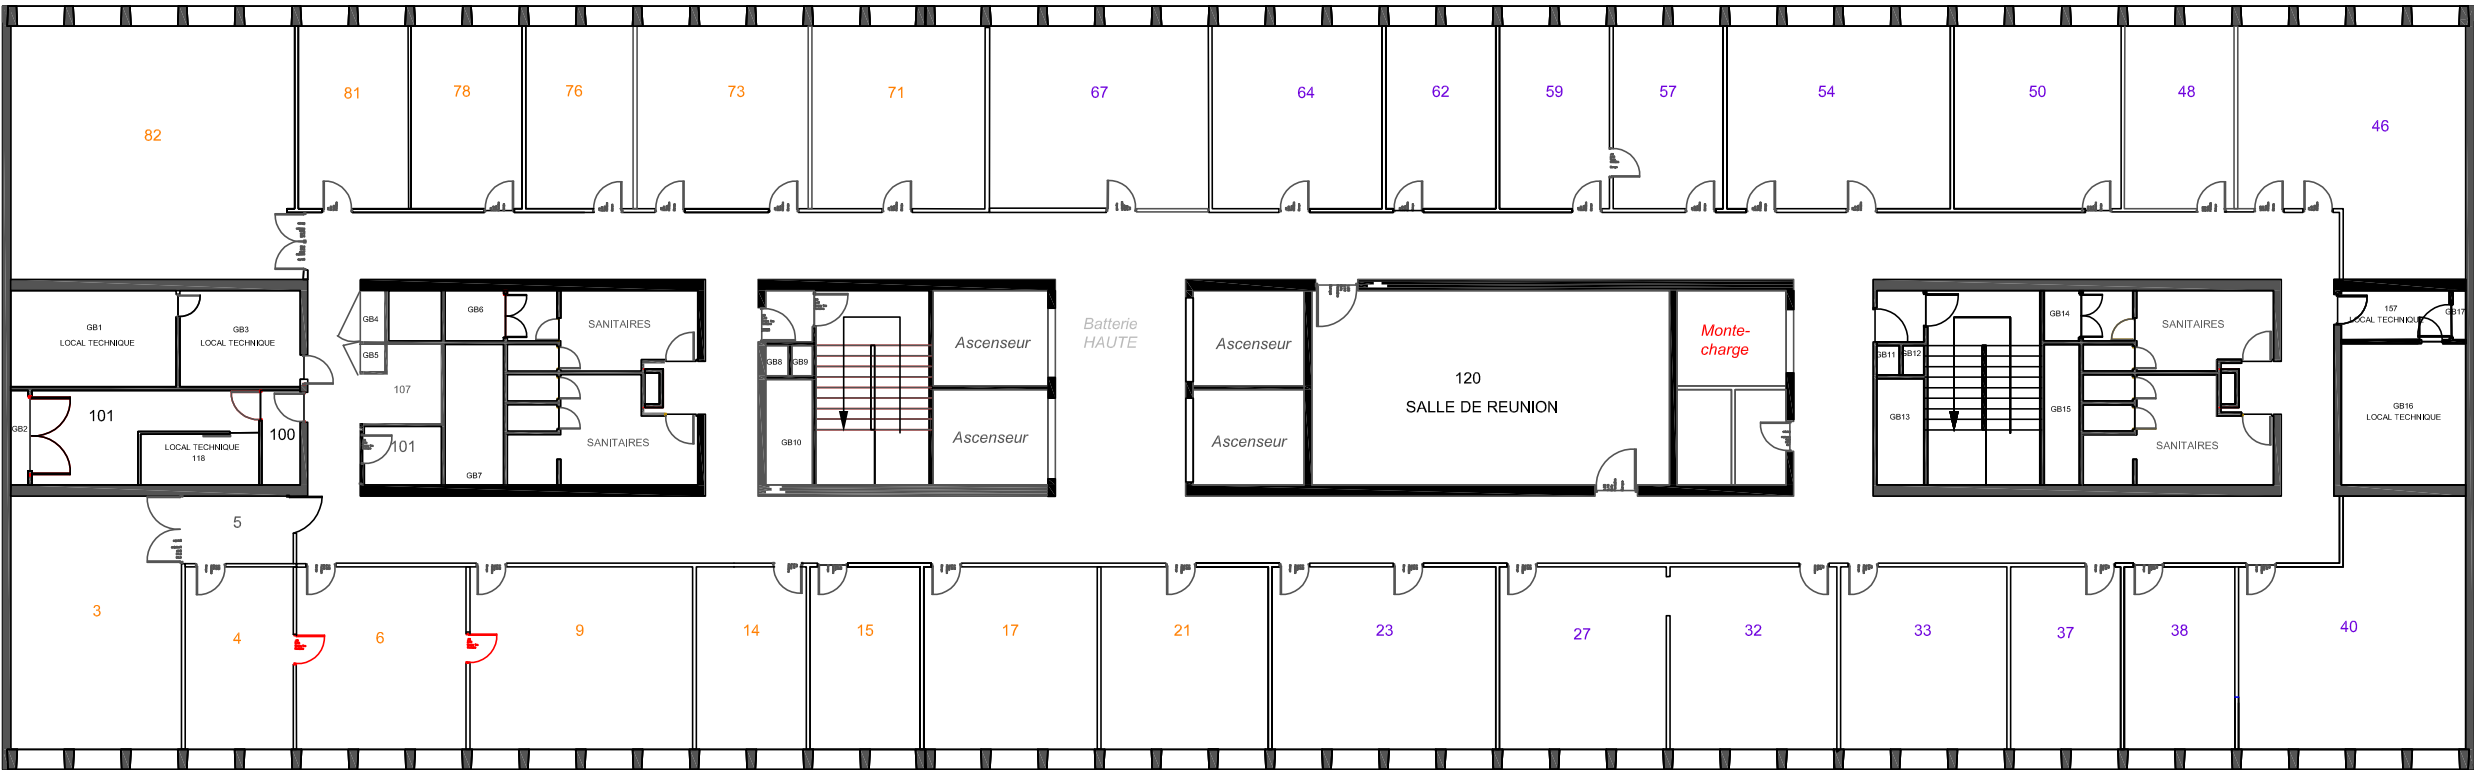 81
78
76
73
71
67
64
62
59
57
54
50
48
46
82
GB1
LOCAL TECHNIQUE
GB3
LOCAL TECHNIQUE
GB4
GB5
GB6
SANITAIRES
107
GB2
101
100
LOCAL TECHNIQUE
118
101
GB7
SANITAIRES
GB8
GB9
GB10
Ascenseur
Ascenseur
Batterie
HAUTE
Ascenseur
Ascenseur
120
SALLE DE REUNION
Monte-
charge
GB11
GB12
GB13
GB14
GB15
SANITAIRES
SANITAIRES
157
LOCAL TECHNIQUE
GB17
GB16
LOCAL TECHNIQUE
5
3
4
6
9
14
15
17
21
23
27
32
33
37
38
40